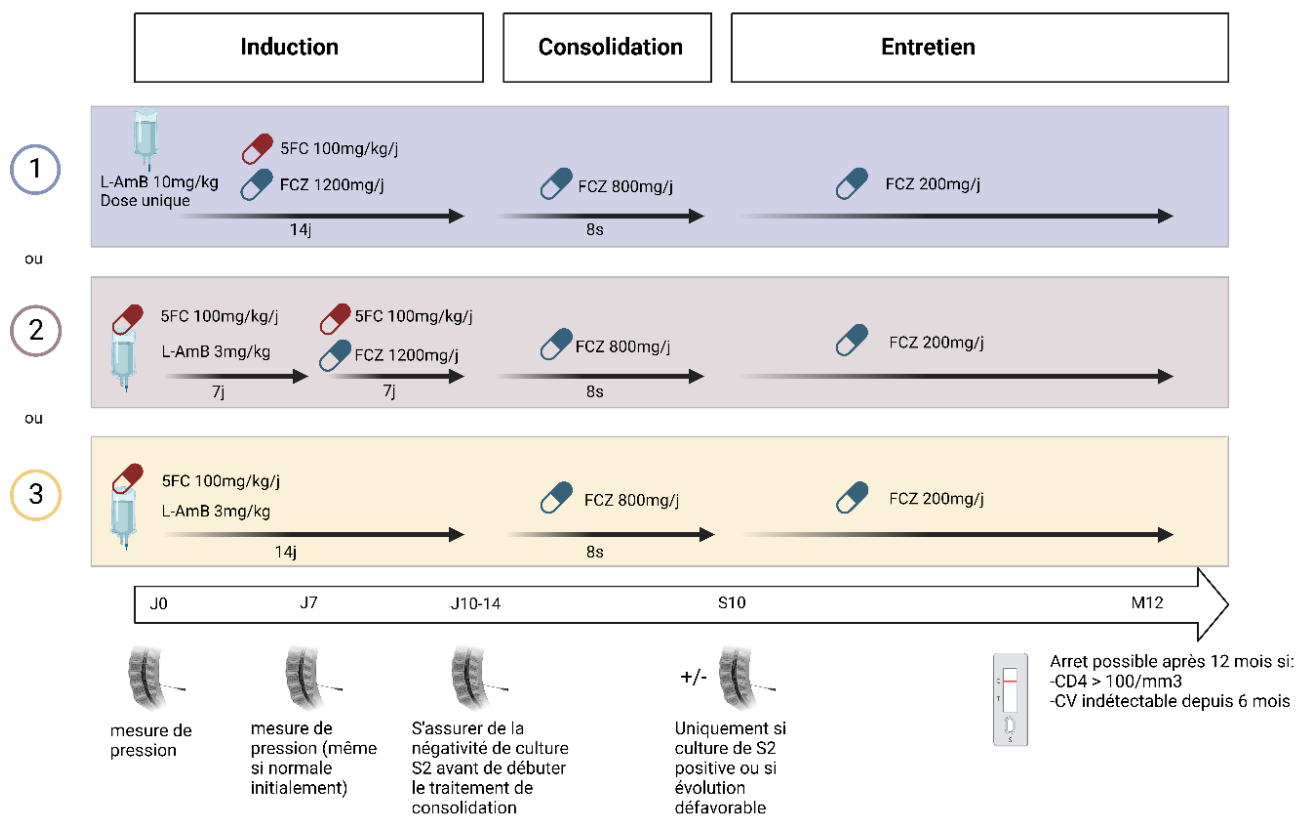 Induction
Consolidation
Entretien
1
L-AmB 10mg/kg
Dose unique
5FC 100mg/kg/j
FCZ 1200mg/j
14j
FCZ 800mg/j
8s
FCZ 200mg/j
ou
2
5FC 100mg/kg/j
L-AmB 3mg/kg
7j
5FC 100mg/kg/j
FCZ 1200mg/j
7j
FCZ 800mg/j
8s
FCZ 200mg/j
ou
3
5FC 100mg/kg/j
L-AmB 3mg/kg
14j
FCZ 800mg/j
8s
FCZ 200mg/j
J0
J7
J10-14
S10
M12
mesure de
pression
mesure de
pression (même
si normale
initialement)
S'assurer de la
négativité de culture
S2 avant de débuter
le traitement de
consolidation
+/-
Uniquement si
culture de S2
positive ou si
évolution
défavorable
C
T
S
Arret possible après 12 mois si:
-CD4 > 100/mm3
-CV indétectable depuis 6 mois